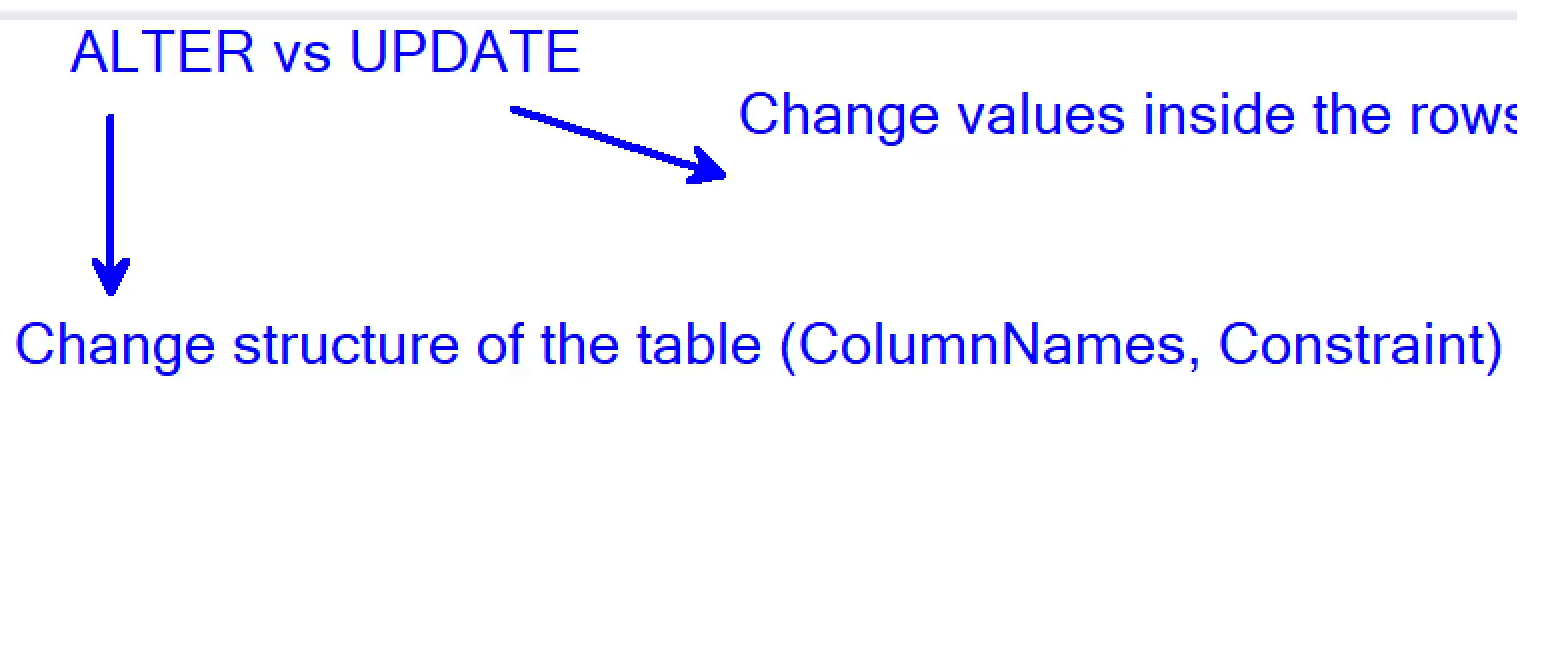 ALTER vs UPDATE
Change values inside the rows
Change structure of the table (ColumnNames, Constraint)